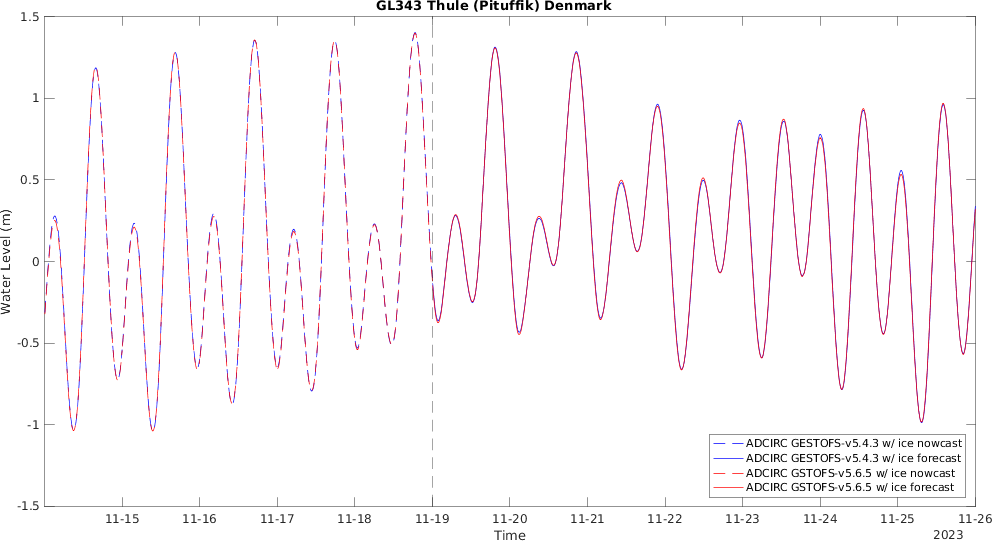 GL343 Thule (Pituffik) Denmark
1.5
1
0.5
0
-0.5
-1
-1.5
Water Level (m)
11-15 11-16 11-17 11-18 11-19 11-20 11-21 11-22 11-23 11-24 11-25 11-26
Time
2023
ADCIRC GESTOFS-v5.4.3 w/ ice nowcast
ADCIRC GESTOFS-v5.4.3 w/ ice forecast
ADCIRC GSTOFS-v5.6.5 w/ ice nowcast
ADCIRC GSTOFS-v5.6.5 w/ ice forecast